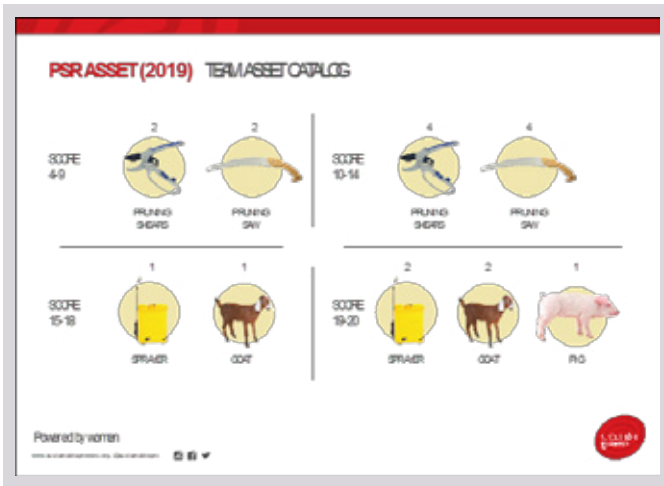 PSR ASSET (2019) TEAM ASSET CATALOG
SCORE
4-9
2
2
PRUNING
SHEARS
PRUNING
SAW
SCORE
10-14
4
4
PRUNING
SHEARS
PRUNING
SAW
SCORE
15-18
1
1
SPRAYER
GOAT
SCORE
19-20
2
2
1
SPRAYER
GOAT
PIG
Powered by women